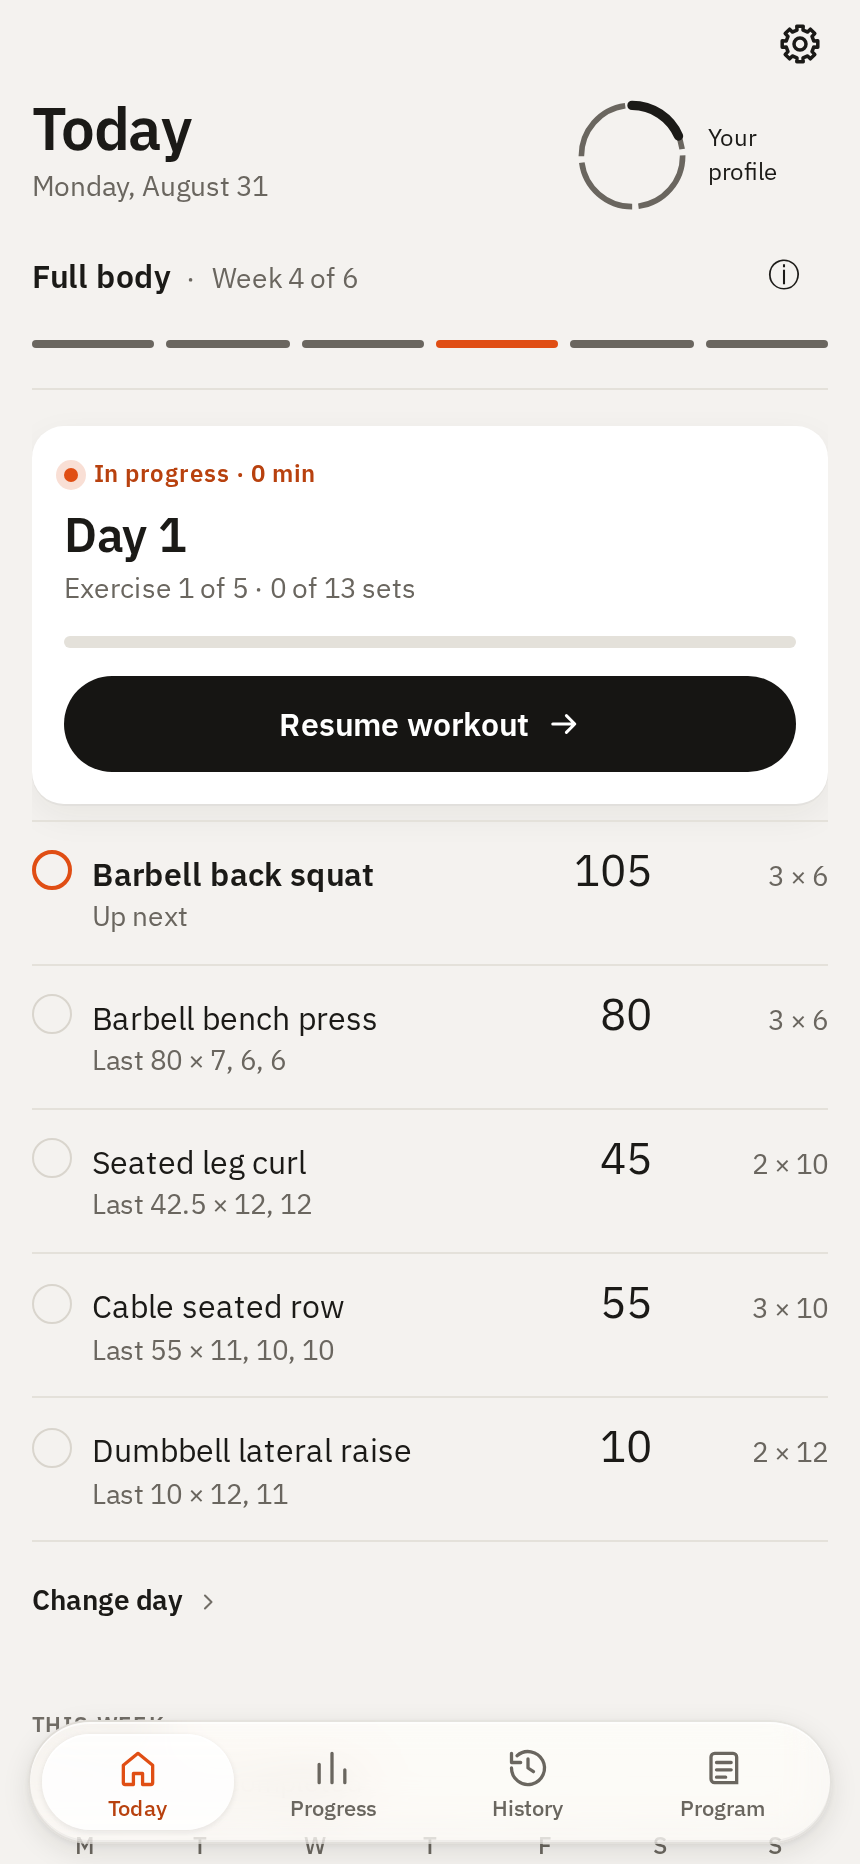 Today
Monday, August 31
Your
profile
Full body · Week 4 of 6
In progress · 0 min
Day 1
Exercise 1 of 5 · 0 of 13 sets
Resume workout →
Barbell back squat 105 3 × 6
Up next
Barbell bench press 80 3 × 6
Last 80 × 7, 6, 6
Seated leg curl 45 2 × 10
Last 42.5 × 12, 12
Cable seated row 55 3 × 10
Last 55 × 11, 10, 10
Dumbbell lateral raise 10 2 × 12
Last 10 × 12, 11
Change day
THIS WEEK
Today Progress History Program
M T W T F S S